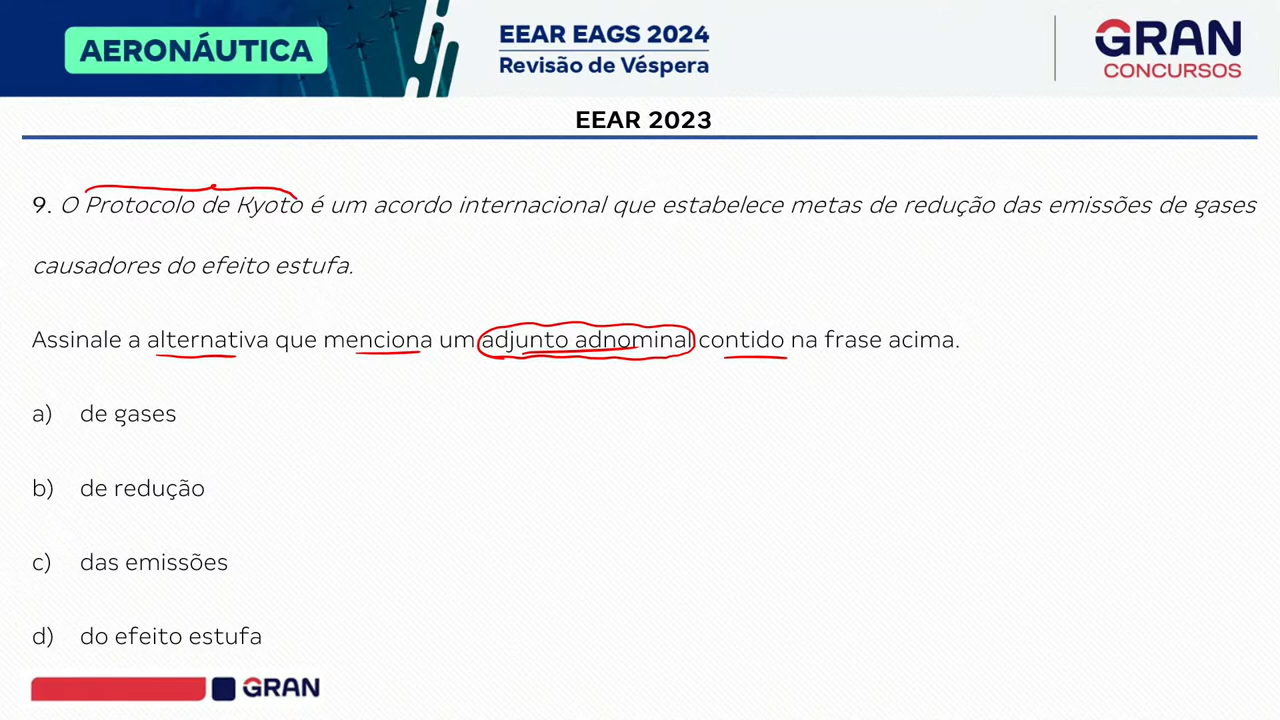 AERONÁUTICA
EEAR EAGS 2024
Revisão de Véspera
GRAN
CONCURSOS
EEAR 2023
9. O Protocolo de Kyoto é um acordo internacional que estabelece metas de redução das emissões de gases
causadores do efeito estufa.
Assinale a alternativa que menciona um adjunto adnominal contido na frase acima.
a) de gases
b) de redução
c) das emissões
d) do efeito estufa
GRAN